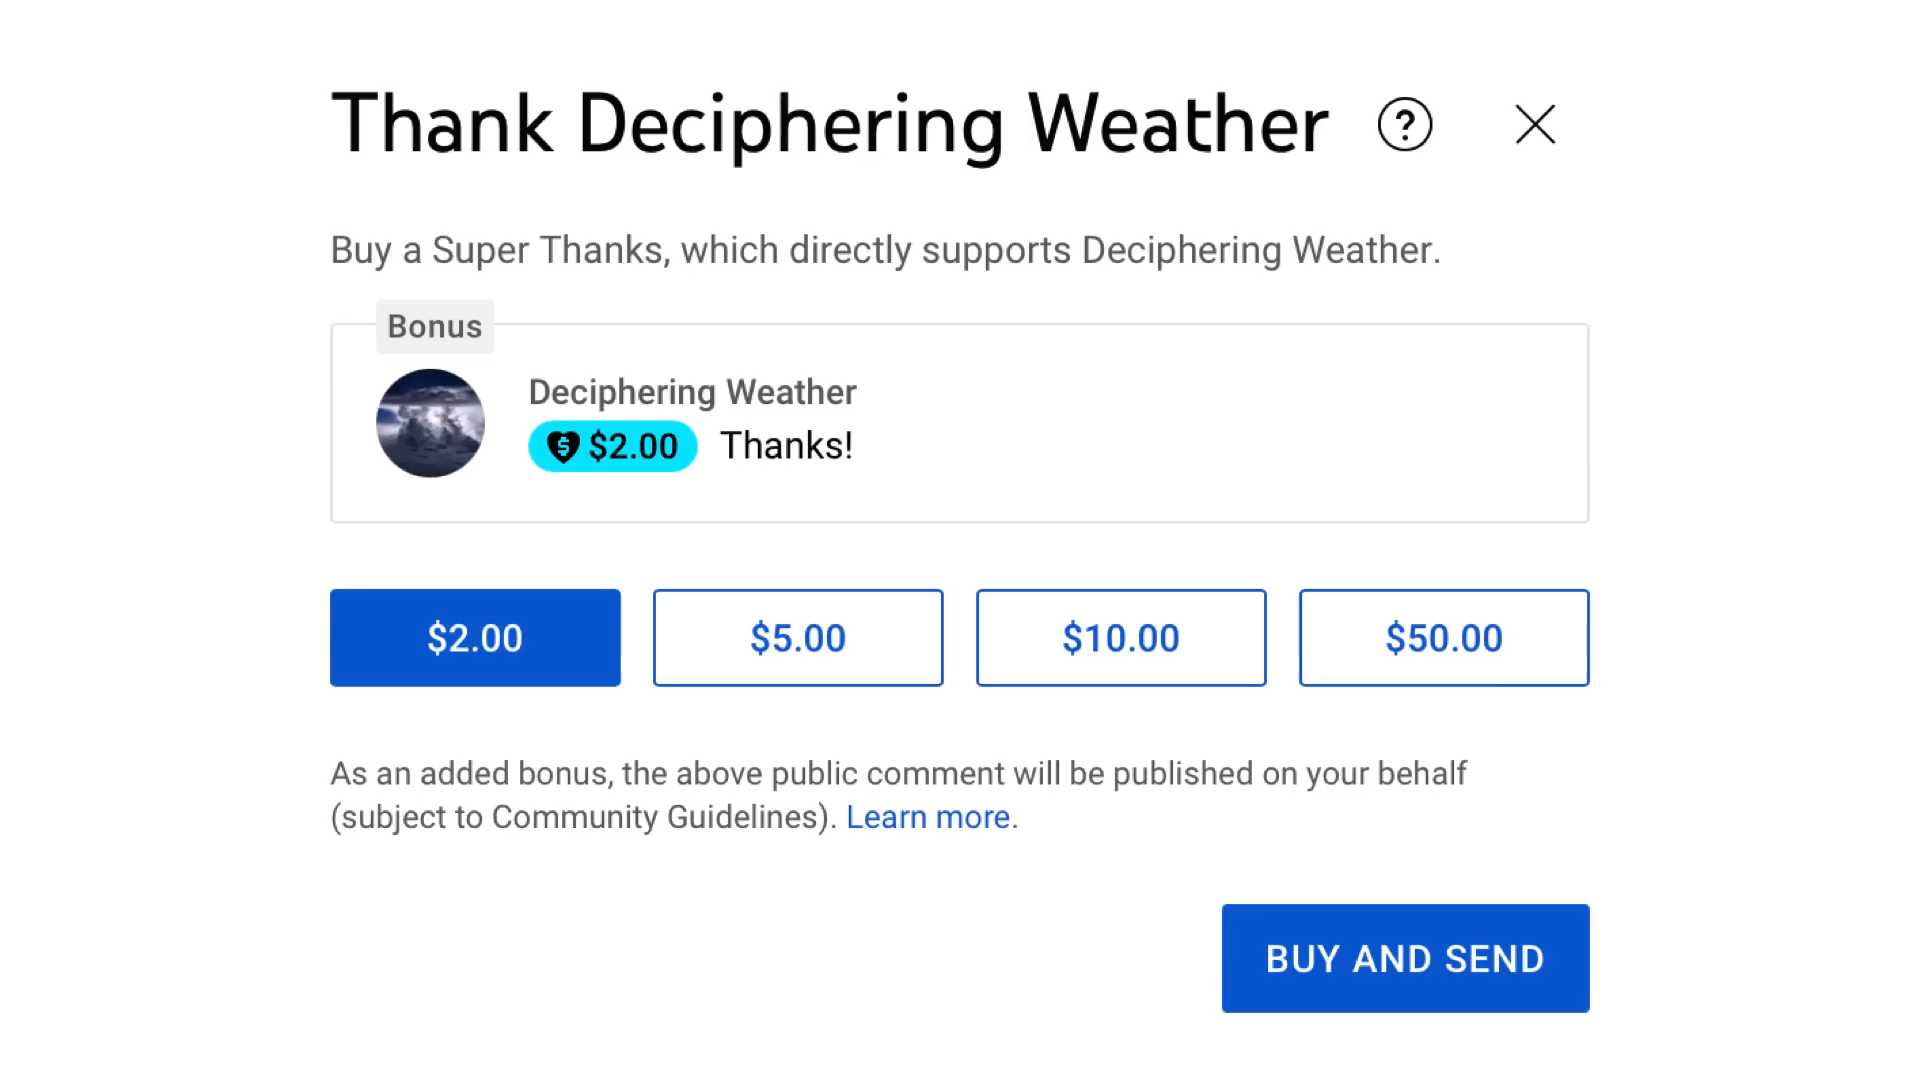 Thank Deciphering Weather ?
Buy a Super Thanks, which directly supports Deciphering Weather.
Bonus
Deciphering Weather
$ $2.00 Thanks!
$2.00 $5.00 $10.00 $50.00
As an added bonus, the above public comment will be published on your behalf
(subject to Community Guidelines). Learn more.
BUY AND SEND